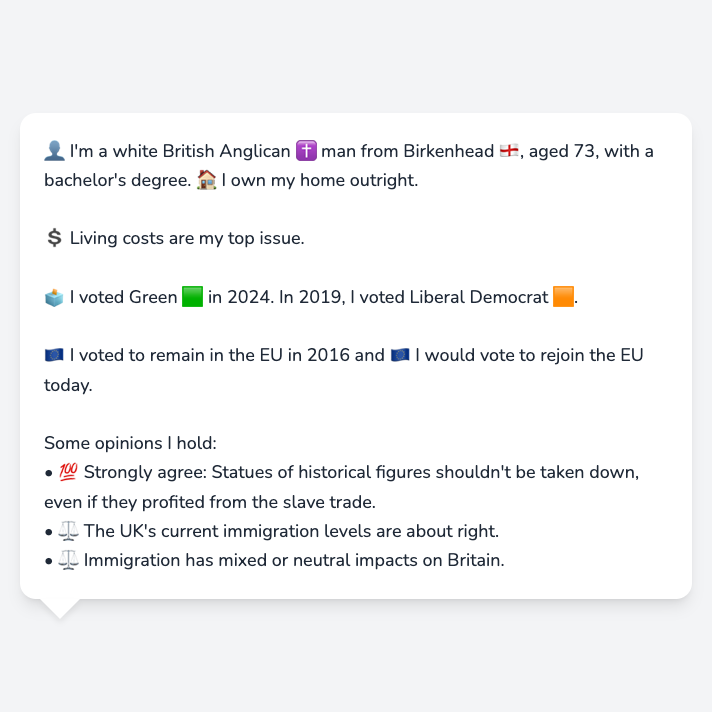 👤 I'm a white British Anglican ✝️ man from Birkenhead 🏴󠁧󠁢󠁥󠁮󠁧󠁿, aged 73, with a
bachelor's degree. 🏠 I own my home outright.
💲 Living costs are my top issue.
🗳️ I voted Green 🟩 in 2024. In 2019, I voted Liberal Democrat 🟧.
🇪🇺 I voted to remain in the EU in 2016 and 🇪🇺 I would vote to rejoin the EU
today.
Some opinions I hold:
• 💯 Strongly agree: Statues of historical figures shouldn't be taken down,
even if they profited from the slave trade.
• ⚖️ The UK's current immigration levels are about right.
• ⚖️ Immigration has mixed or neutral impacts on Britain.